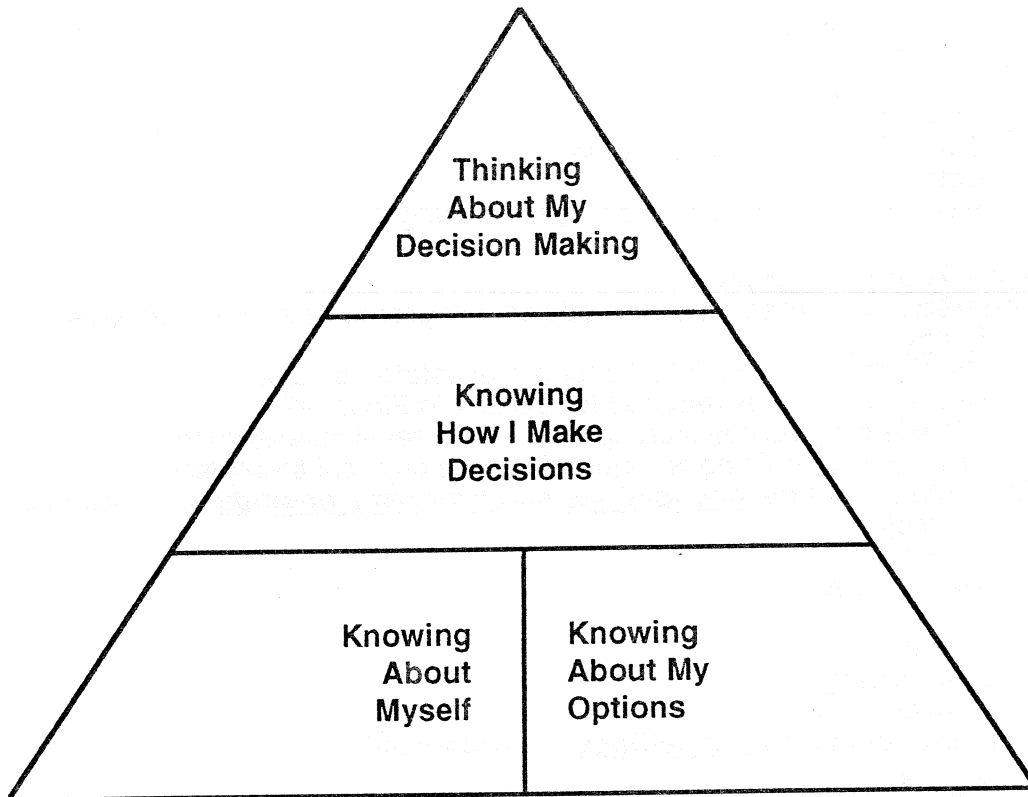 Thinking
About My
Decision Making
Knowing
How I Make
Decisions
Knowing
About
Myself
Knowing
About My
Options